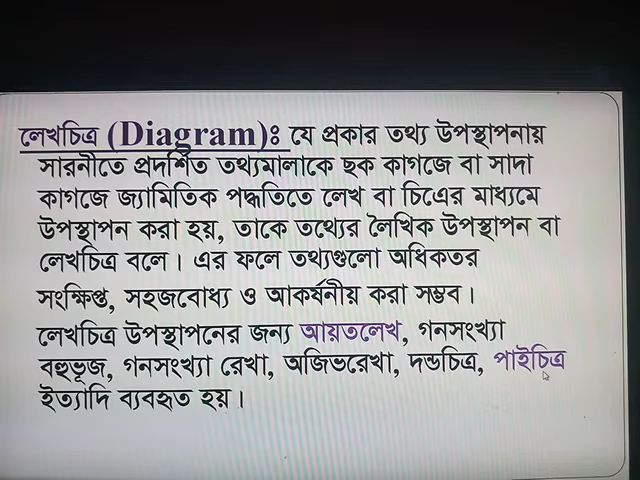 লেখচিত্র (Diagram)ঃ যে প্রকার তথ্য উপস্থাপনায়
সারনীতে প্রদর্শিত তথ্যমালাকে ছক কাগজে বা সাদা
কাগজে জ্যামিতিক পদ্ধতিতে লেখ বা চিএের মাধ্যমে
উপস্থাপন করা হয়, তাকে তথ্যের লৈখিক উপস্থাপন বা
লেখচিত্র বলে। এর ফলে তথ্যগুলো অধিকতর
সংক্ষিপ্ত, সহজবোধ্য ও আকর্ষনীয় করা সম্ভব।
লেখচিত্র উপস্থাপনের জন্য আয়তলেখ, গনসংখ্যা
বহুভূজ, গনসংখ্যা রেখা, অজিভরেখা, দন্ডচিত্র, পাইচিত্র
ইত্যাদি ব্যবহৃত হয়।